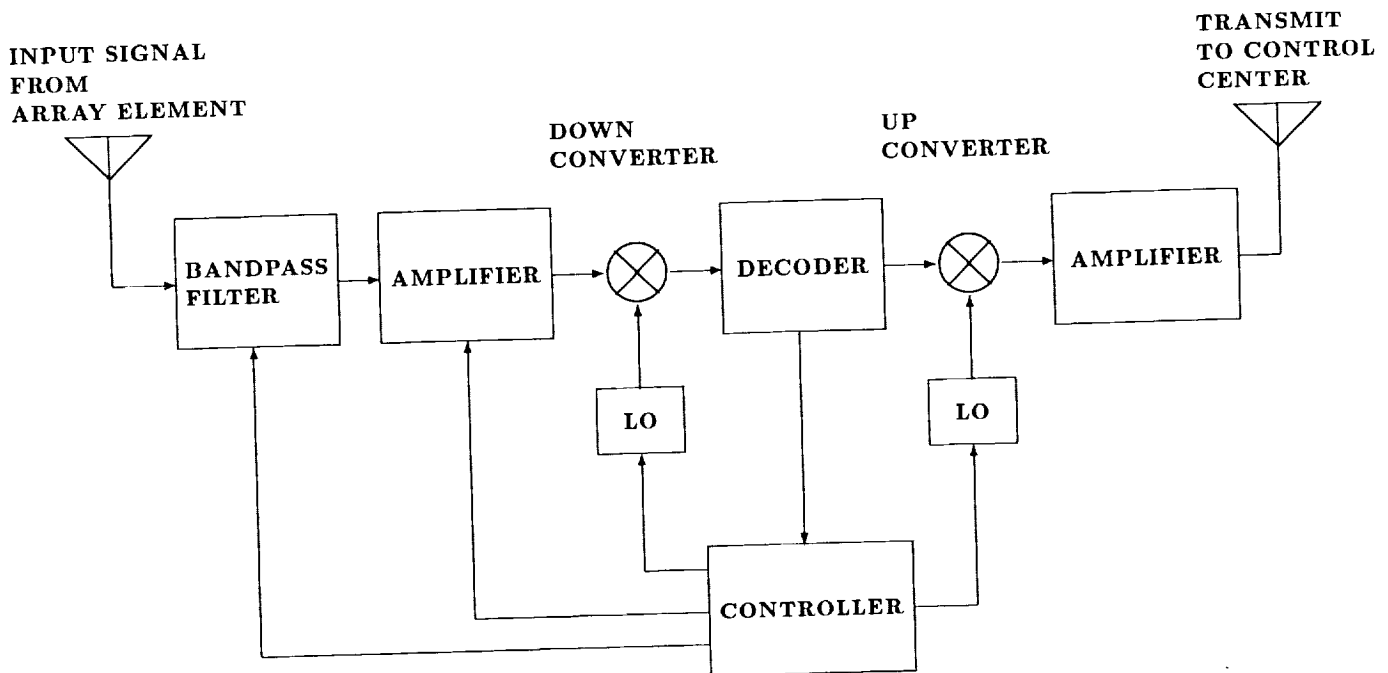 INPUT SIGNAL
FROM
ARRAY ELEMENT
TRANSMIT
TO CONTROL
CENTER
DOWN
CONVERTER
UP
CONVERTER
BANDPASS
FILTER
AMPLIFIER
DECODER
AMPLIFIER
LO
LO
CONTROLLER